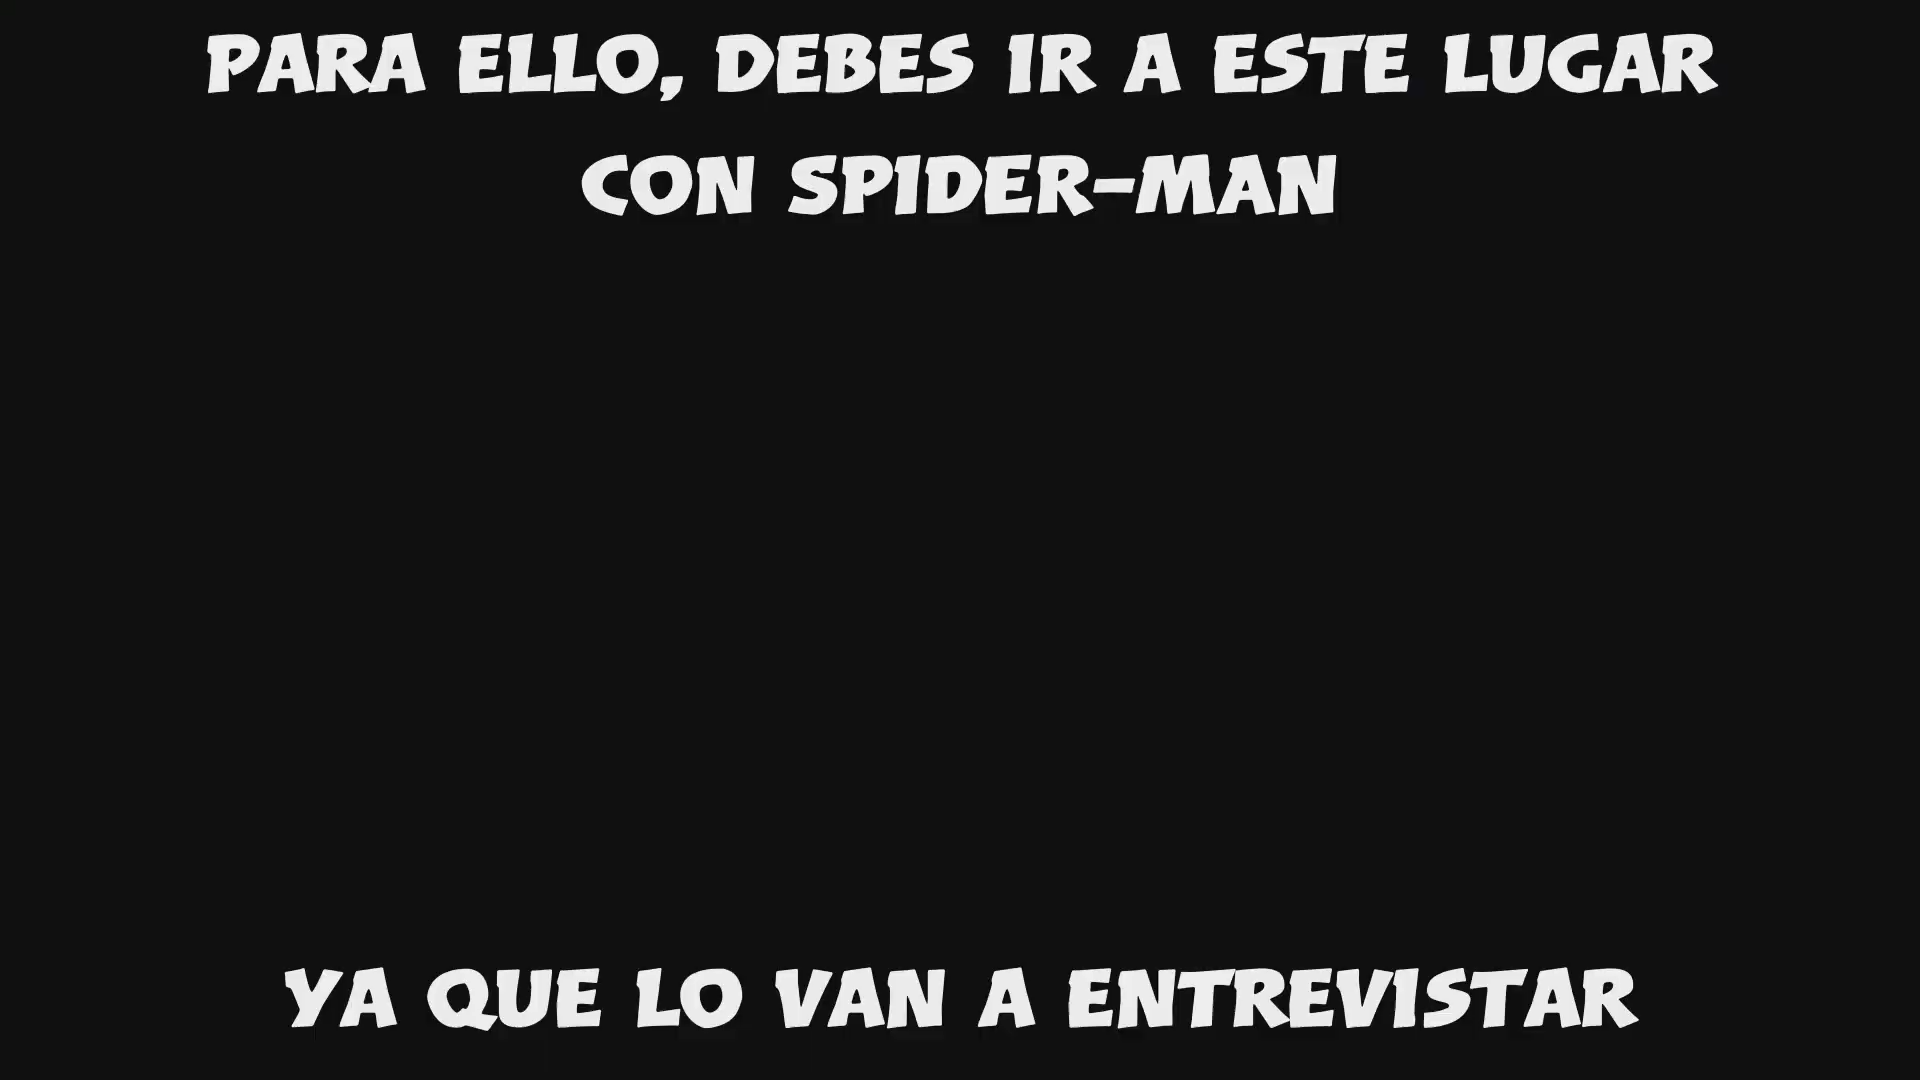 PARA ELLO, DEBES IR A ESTE LUGAR
CON SPIDER-MAN
YA QUE LO VAN A ENTREVISTAR